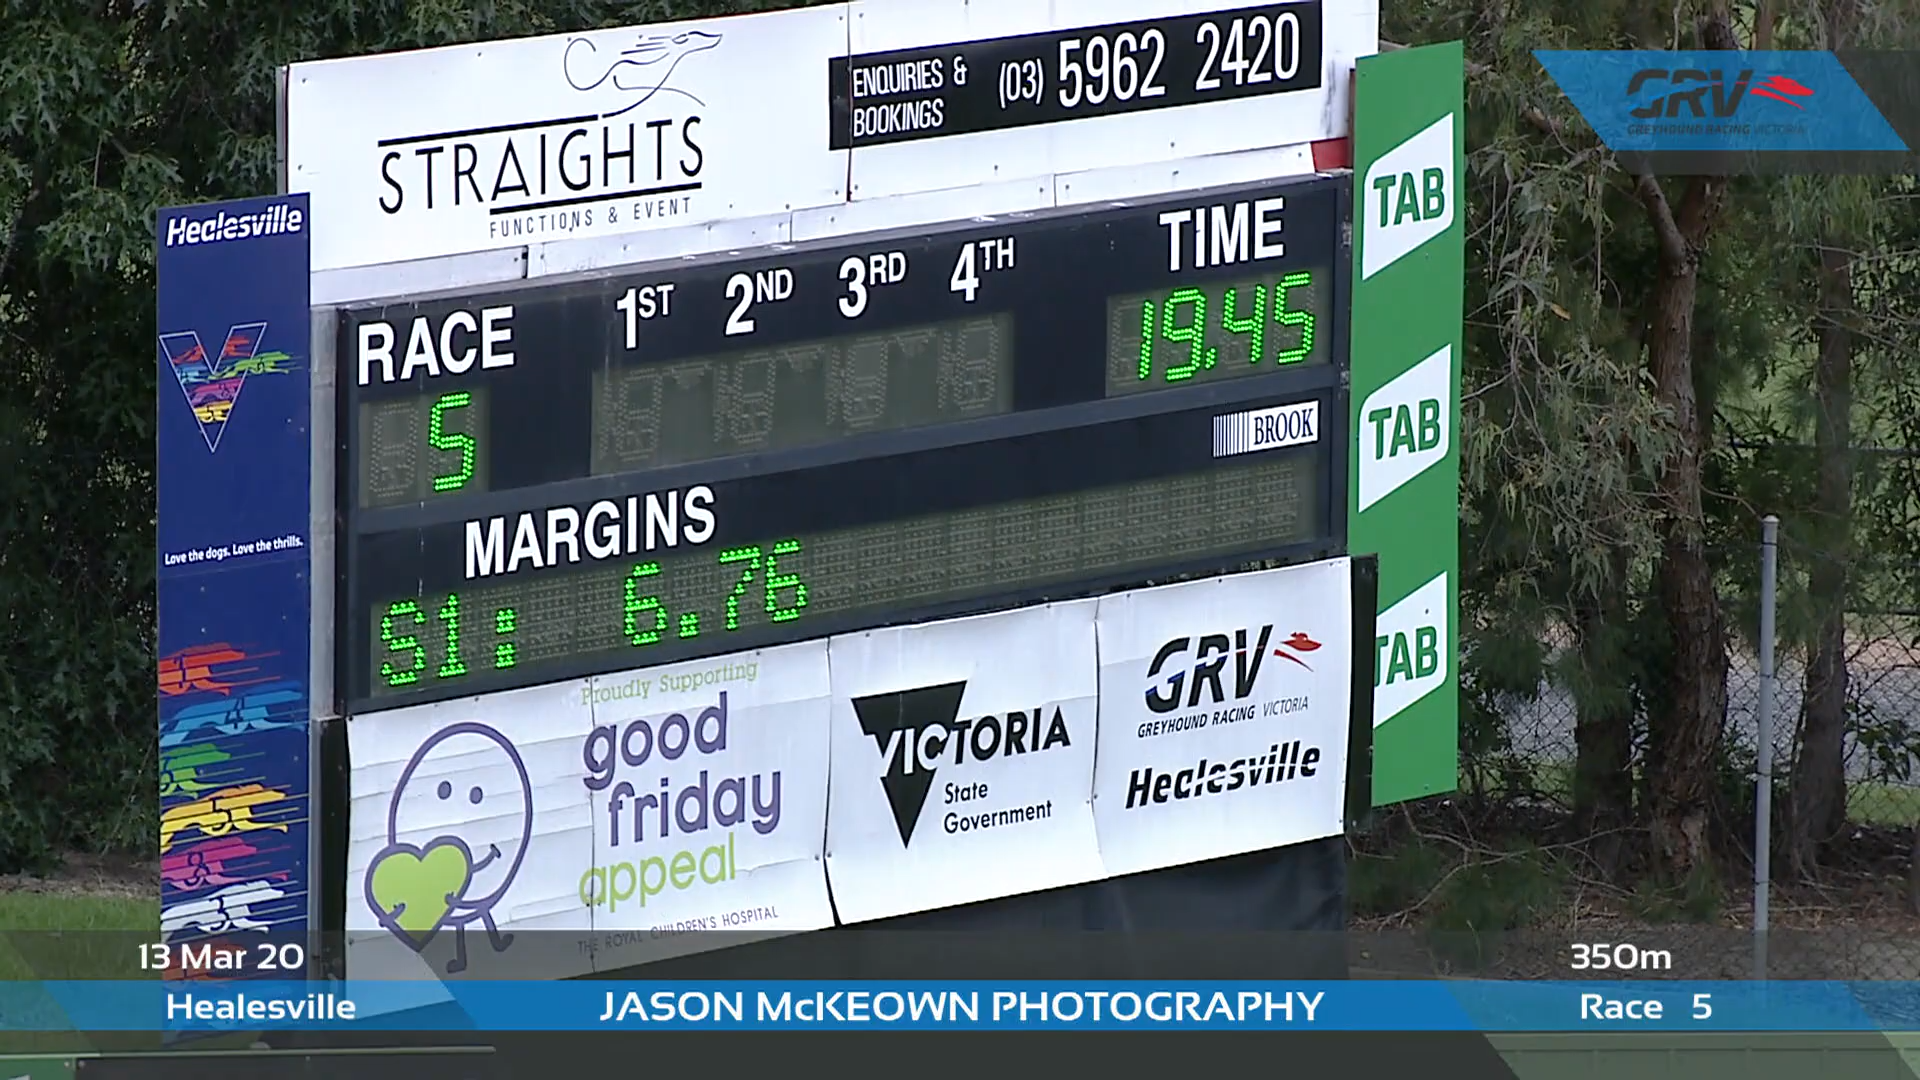 STRAIGHTS
FUNCTIONS & EVENT
ENQUIRIES &
BOOKINGS
(03) 5962 2420
GRV
GREYHOUND RACING VICTORIA
Healesville
V
Love the dogs. Love the thrills.
RACE 1ST 2ND 3RD 4TH TIME
5 19.45
BROOK
MARGINS
S1: 6.76
TAB
TAB
TAB
Proudly Supporting
good
friday
appeal
THE ROYAL CHILDREN'S HOSPITAL
VICTORIA
State
Government
GRV
GREYHOUND RACING VICTORIA
Healesville
13 Mar 20
350m
Healesville
JASON McKEOWN PHOTOGRAPHY
Race 5